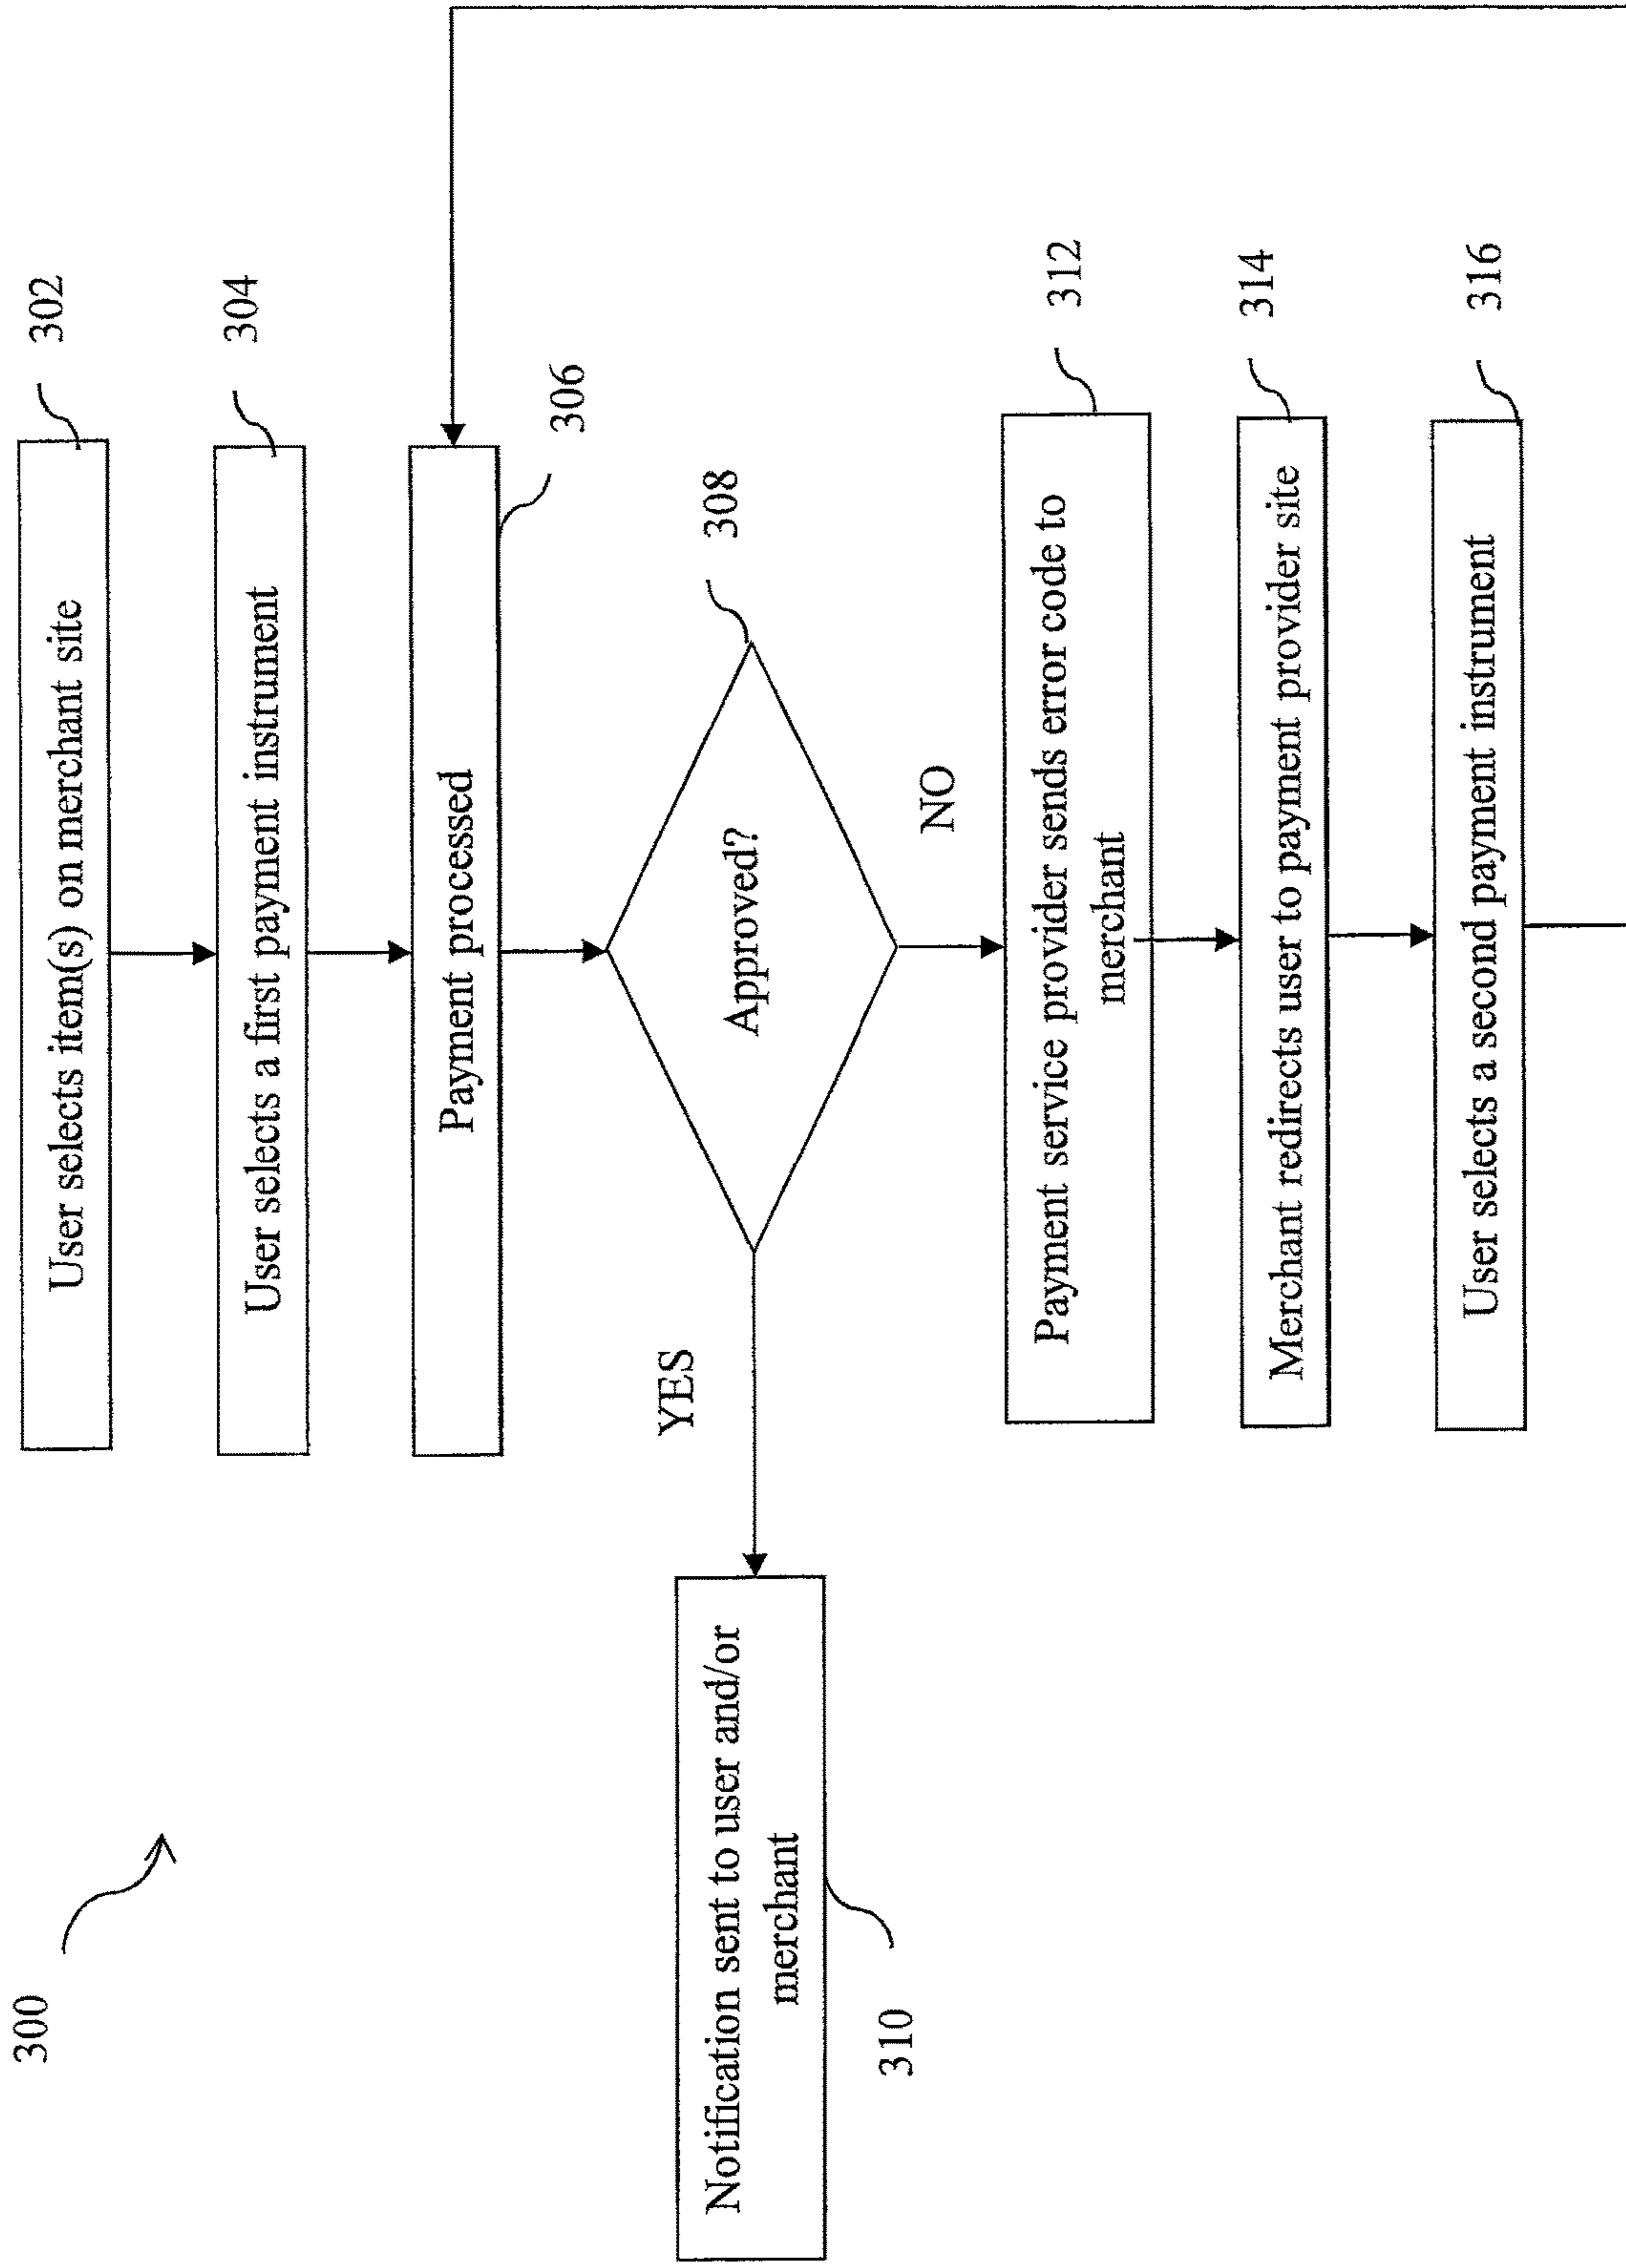 300
User selects item(s) on merchant site
302
User selects a first payment instrument
304
Payment processed
306
Approved?
308
YES
NO
Notification sent to user and/or
merchant
310
Payment service provider sends error code to
merchant
312
Merchant redirects user to payment provider site
314
User selects a second payment instrument
316